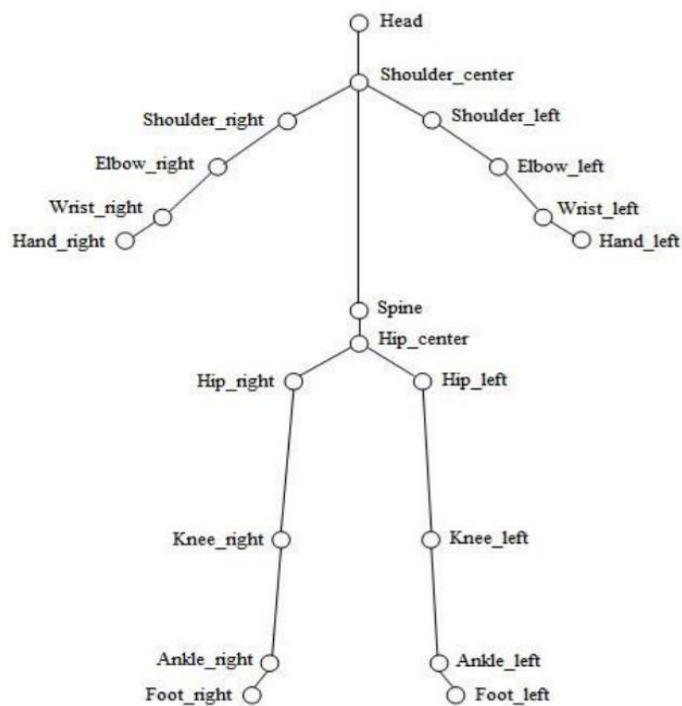 Head
Shoulder_center
Shoulder_right
Shoulder_left
Elbow_right
Elbow_left
Wrist_right
Wrist_left
Hand_right
Hand_left
Spine
Hip_center
Hip_right
Hip_left
Knee_right
Knee_left
Ankle_right
Ankle_left
Foot_right
Foot_left